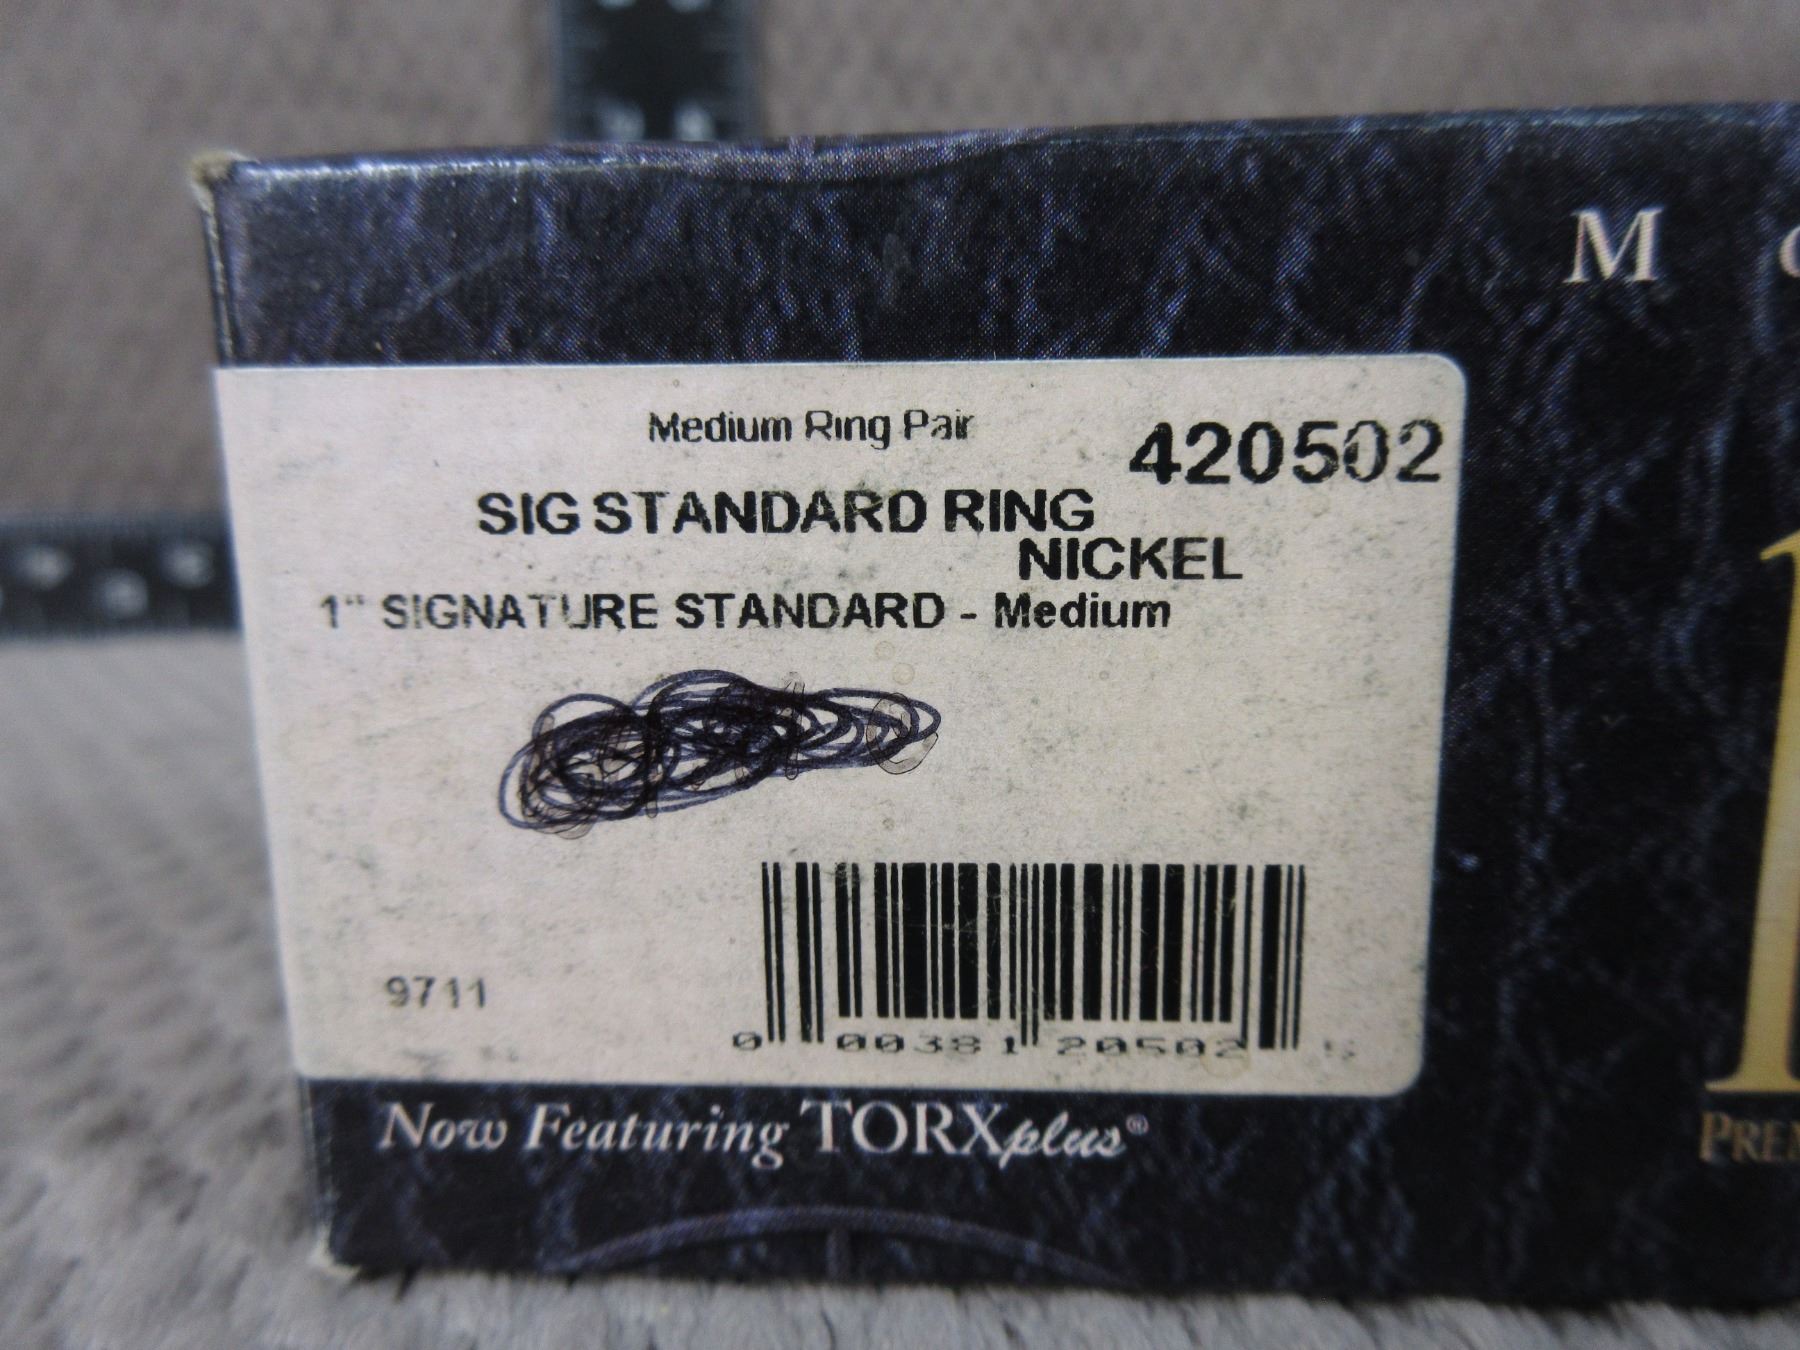 M
Medium Ring Pair
420502
SIG STANDARD RING
NICKEL
1" SIGNATURE STANDARD - Medium
9711
0 00381 20502
Now Featuring TORXplus®